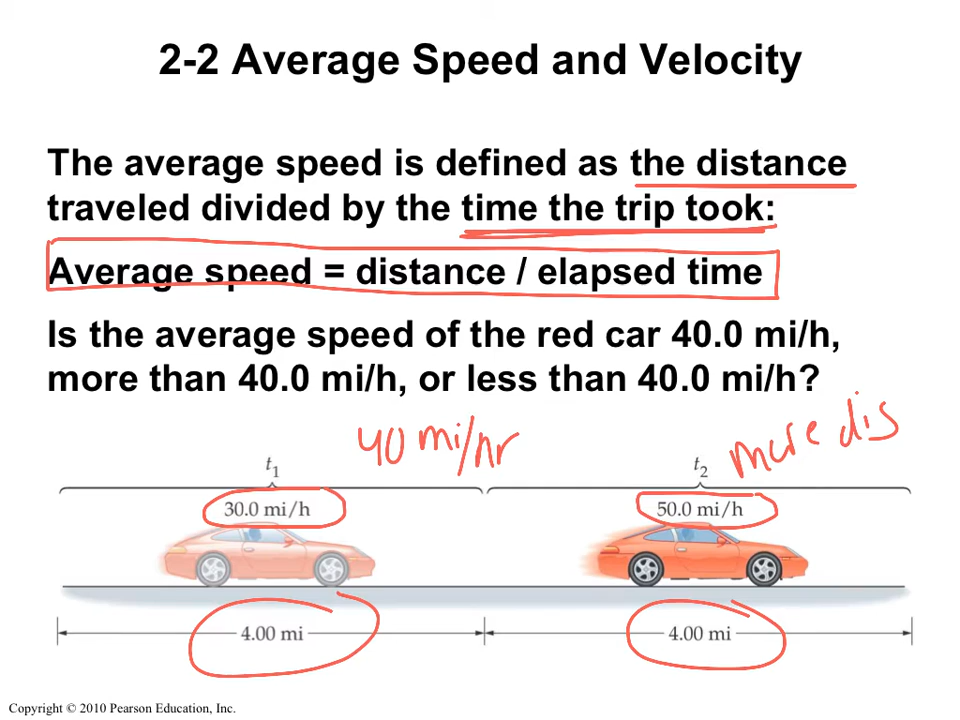 2-2 Average Speed and Velocity
The average speed is defined as the distance
traveled divided by the time the trip took:
Average speed = distance / elapsed time
Is the average speed of the red car 40.0 mi/h,
more than 40.0 mi/h, or less than 40.0 mi/h?
40 mi/hr
more dis
t1
t2
30.0 mi/h
50.0 mi/h
4.00 mi
4.00 mi
Copyright © 2010 Pearson Education, Inc.